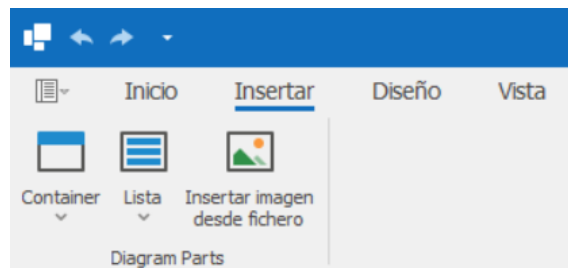 Inicio Insertar Diseño Vista
Container Lista Insertar imagen
desde fichero
Diagram Parts